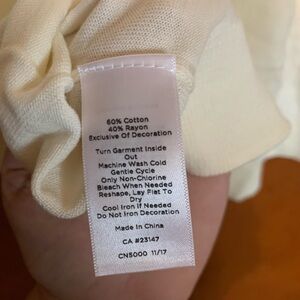 60% Cotton
40% Rayon
Exclusive Of Decoration
Turn Garment Inside
Out
Machine Wash Cold
Gentle Cycle
Only Non-Chlorine
Bleach When Needed
Reshape, Lay Flat To
Dry
Cool Iron if Needed
Do Not Iron Decoration
Made In China
CA #23147
CN5000 11/17